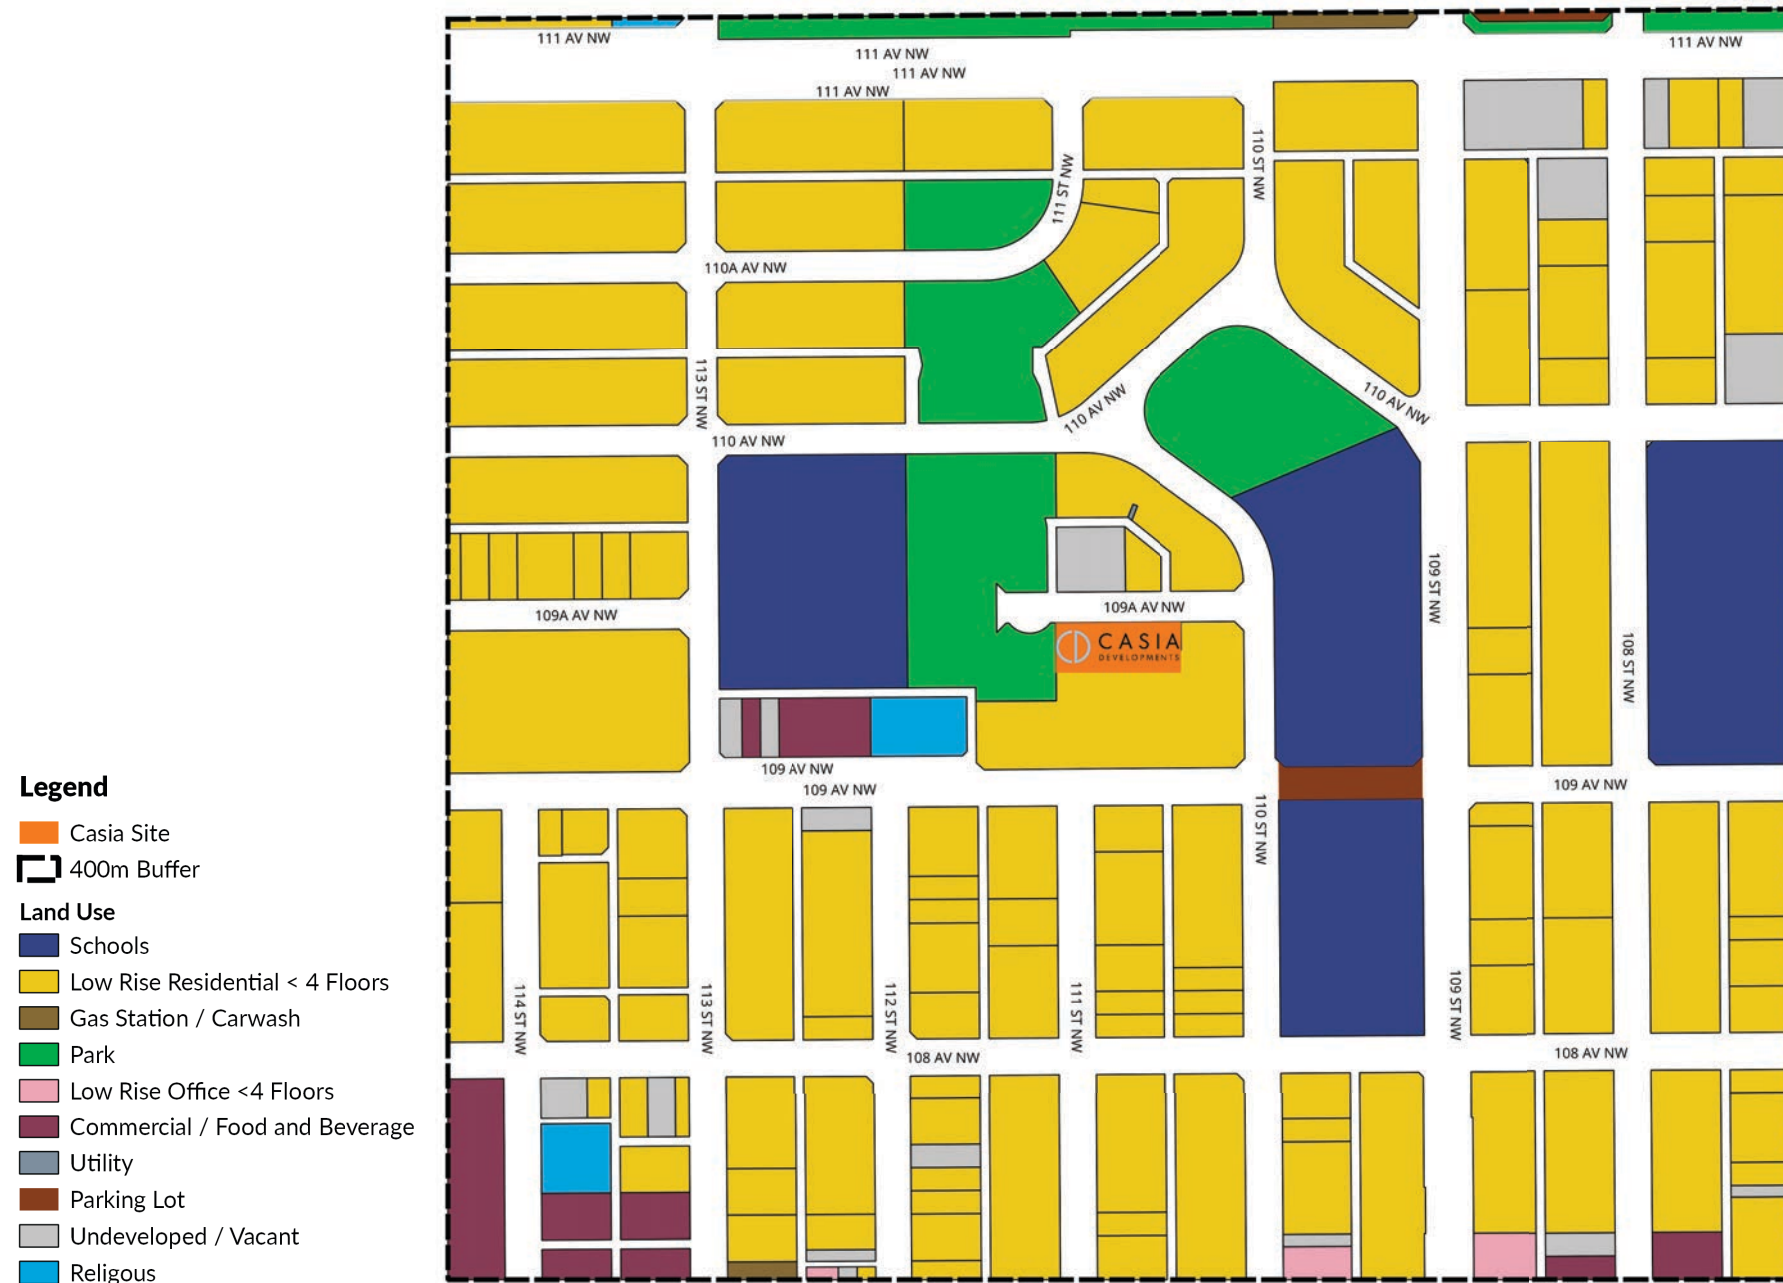 111 AV NW
111 AV NW
111 AV NW
111 AV NW
111 AV NW
110 ST NW
111 ST NW
110A AV NW
113 ST NW
110 AV NW
110 AV NW
110 AV NW
109 ST NW
109A AV NW
109A AV NW
CASIA
DEVELOPMENTS
108 ST NW
109 AV NW
109 AV NW
109 AV NW
110 ST NW
114 ST NW
113 ST NW
112 ST NW
111 ST NW
109 ST NW
108 AV NW
108 AV NW
Legend
Casia Site
400m Buffer
Land Use
Schools
Low Rise Residential < 4 Floors
Gas Station / Carwash
Park
Low Rise Office <4 Floors
Commercial / Food and Beverage
Utility
Parking Lot
Undeveloped / Vacant
Religous